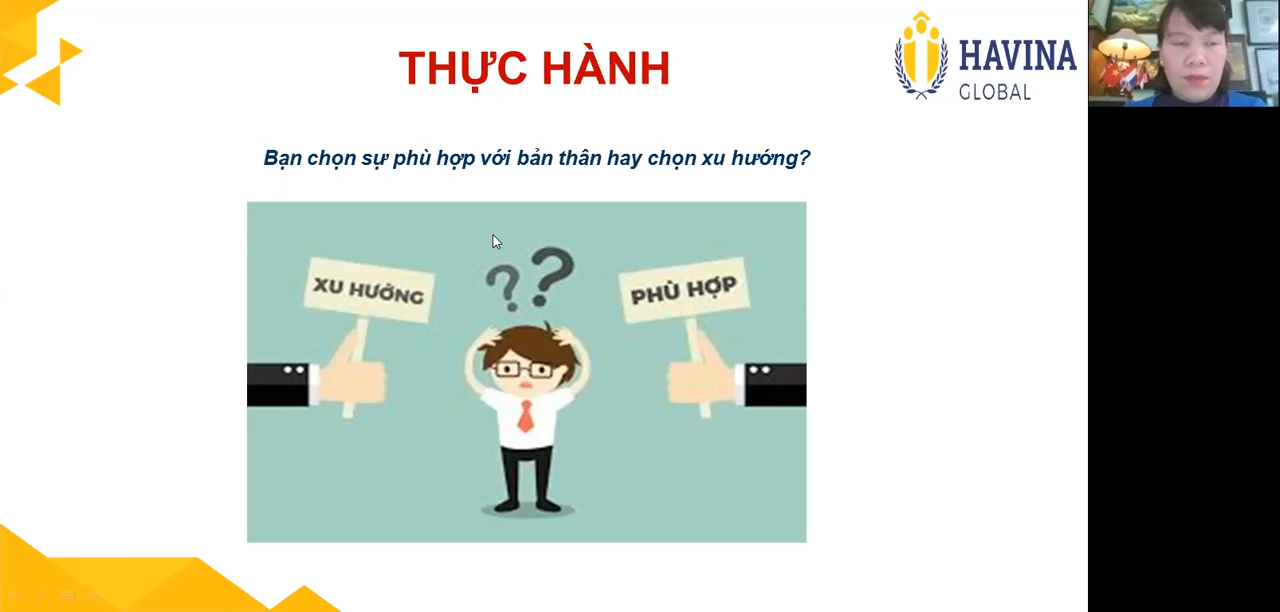 THỰC HÀNH
HAVINA
GLOBAL
Bạn chọn sự phù hợp với bản thân hay chọn xu hướng?
XU HƯỚNG
??
PHÙ HỢP